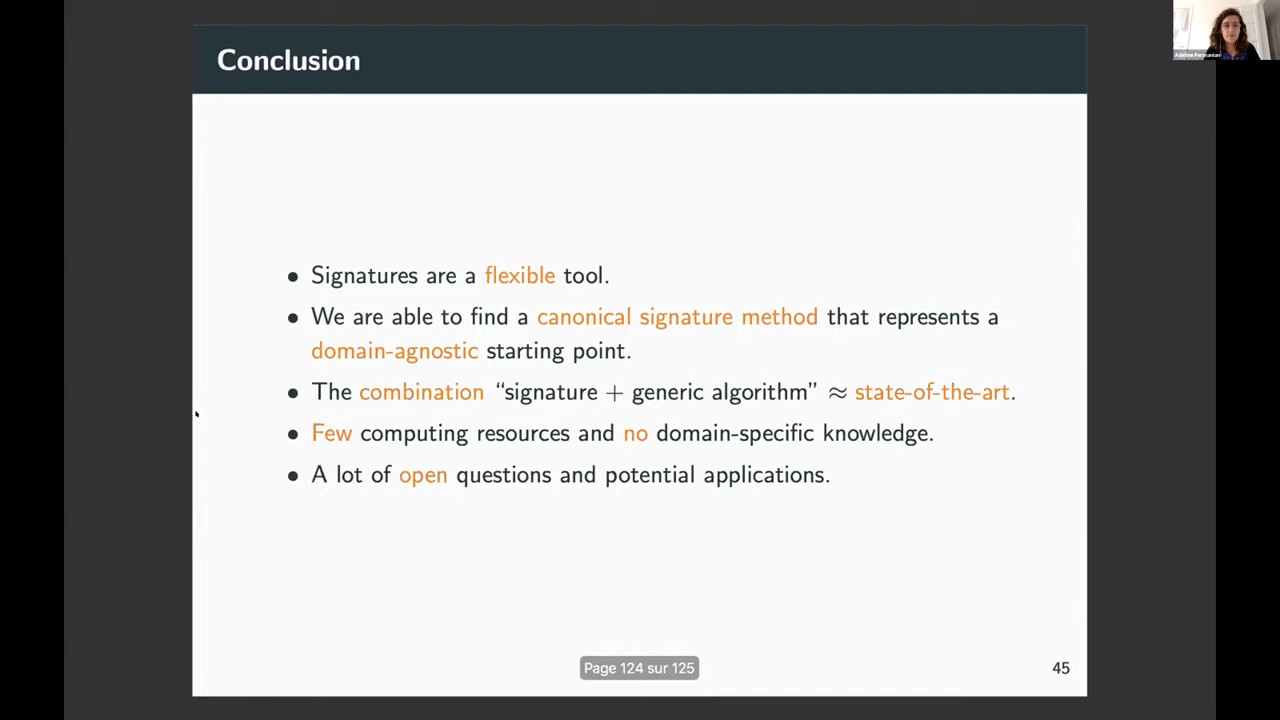 Conclusion
Adeline Fermanian
• Signatures are a flexible tool.
• We are able to find a canonical signature method that represents a
domain-agnostic starting point.
• The combination “signature + generic algorithm” ≈ state-of-the-art.
• Few computing resources and no domain-specific knowledge.
• A lot of open questions and potential applications.
Page 124 sur 125
45